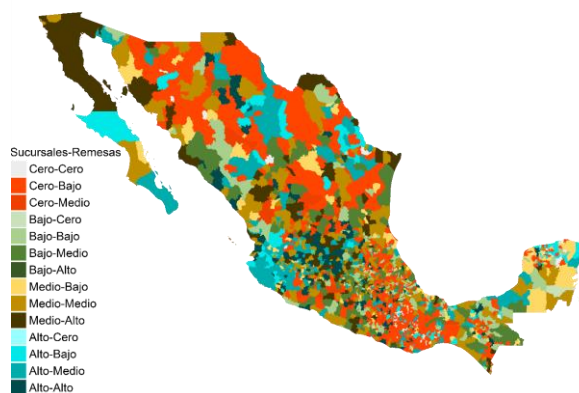 Sucursales-Remesas
Cero-Cero
Cero-Bajo
Cero-Medio
Bajo-Cero
Bajo-Bajo
Bajo-Medio
Bajo-Alto
Medio-Bajo
Medio-Medio
Medio-Alto
Alto-Cero
Alto-Bajo
Alto-Medio
Alto-Alto